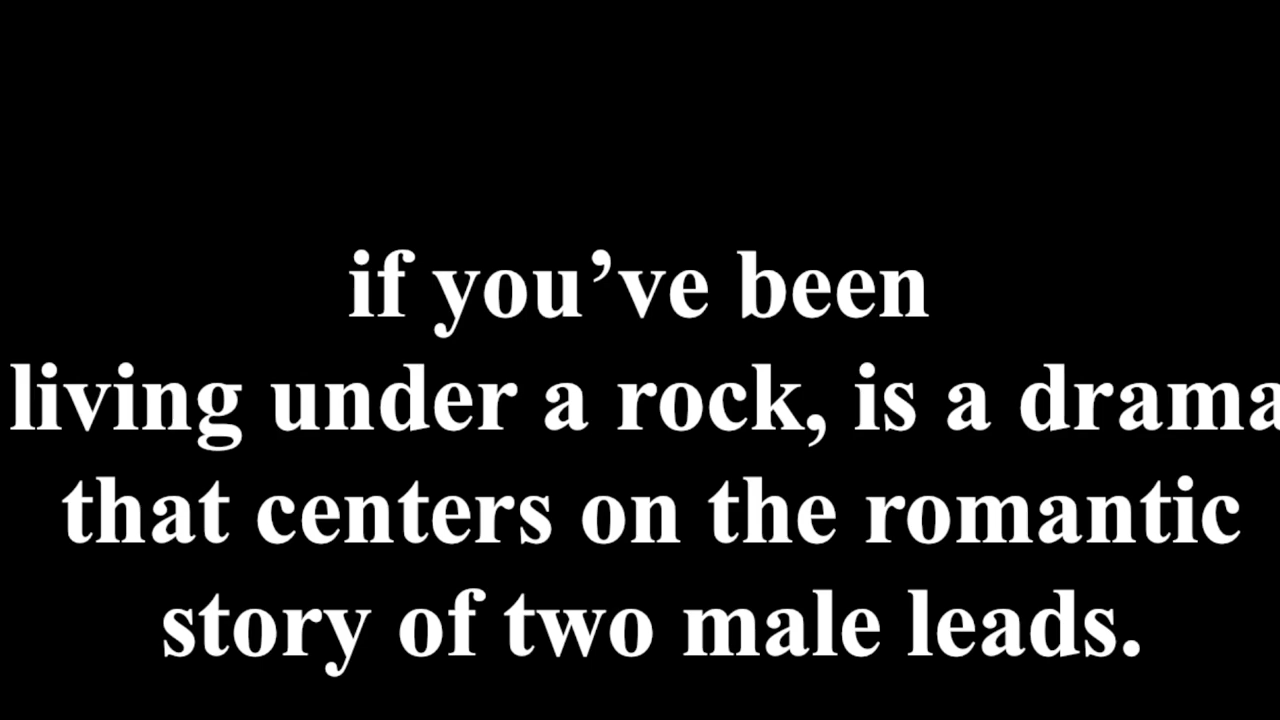 if you’ve been
living under a rock, is a drama
that centers on the romantic
story of two male leads.